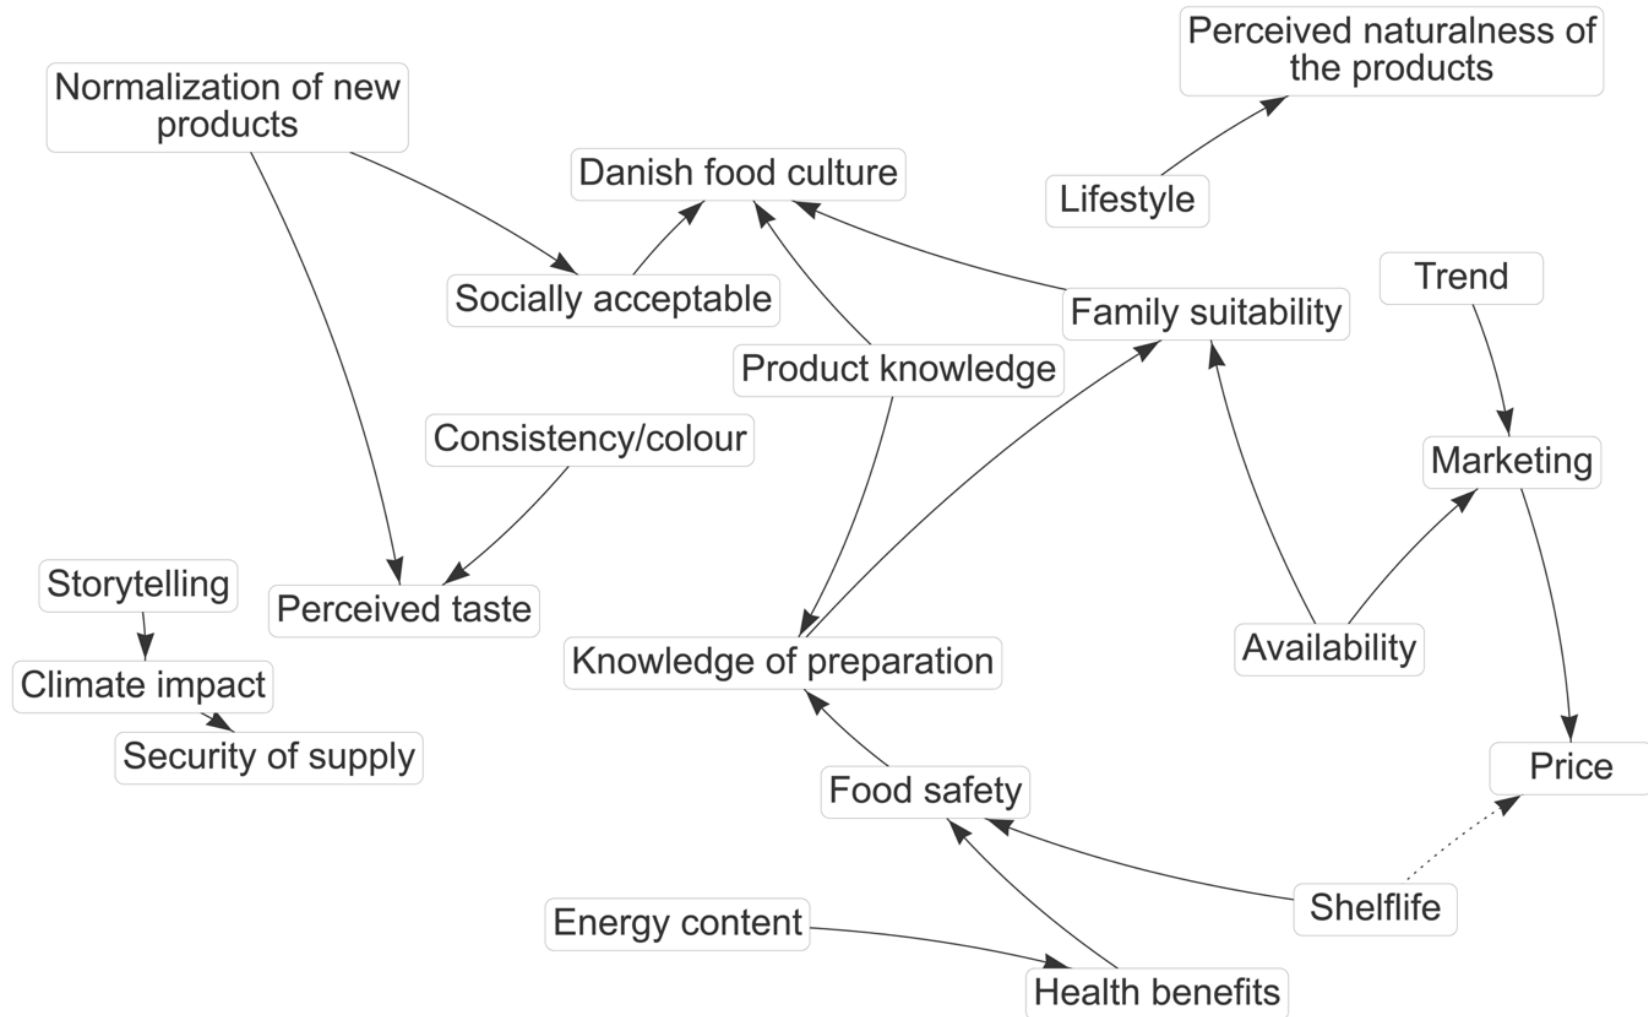 Perceived naturalness of
the products
Normalization of new
products
Danish food culture
Lifestyle
Trend
Socially acceptable
Family suitability
Product knowledge
Consistency/colour
Marketing
Storytelling
Perceived taste
Knowledge of preparation
Availability
Climate impact
Security of supply
Price
Food safety
Shelflife
Energy content
Health benefits